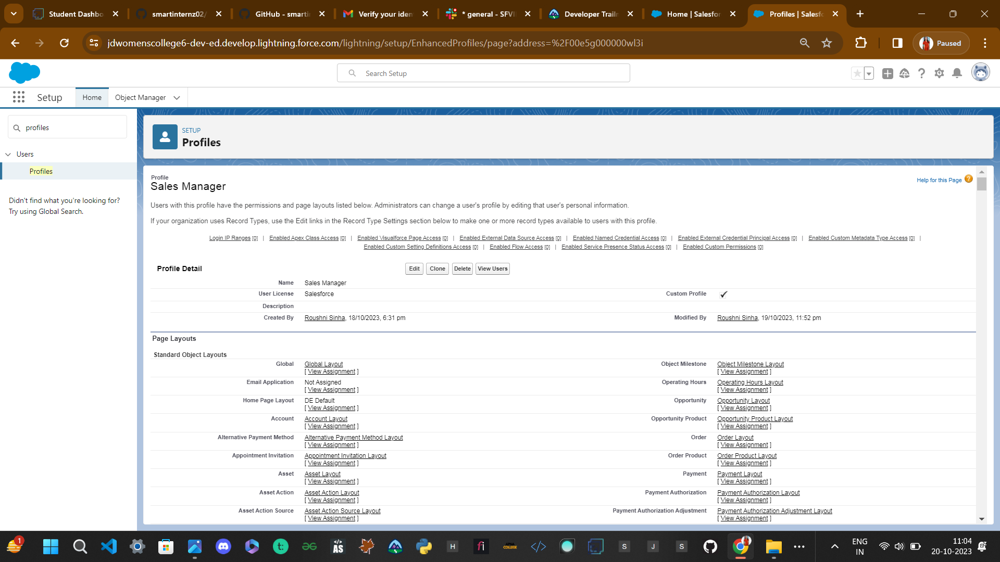 Student Dashbo
smartinternz02/
GitHub - smartin
Verify your iden
* general - SFVI
Developer Trailn
Home | Salesfor
Profiles | Salesfo
jdwomenscollege6-dev-ed.develop.lightning.force.com/lightning/setup/EnhancedProfiles/page?address=%2F00e5g000000wl3i
Paused
Search Setup
Setup
Home
Object Manager
profiles
Users
Profiles
Didn't find what you're looking for?
Try using Global Search.
SETUP
Profiles
Profile
Sales Manager
Help for this Page
Users with this profile have the permissions and page layouts listed below. Administrators can change a user's profile by editing that user's personal information.
If your organization uses Record Types, use the Edit links in the Record Type Settings section below to make one or more record types available to users with this profile.
Login IP Ranges [0] | Enabled Apex Class Access [0] | Enabled Visualforce Page Access [0] | Enabled External Data Source Access [0] | Enabled Named Credential Access [0] | Enabled External Credential Principal Access [0] | Enabled Custom Metadata Type Access [0] |
Enabled Custom Setting Definitions Access [0] | Enabled Flow Access [0] | Enabled Service Presence Status Access [0] | Enabled Custom Permissions [0]
Profile Detail Edit Clone Delete View Users
Name Sales Manager
User License Salesforce Custom Profile ✓
Description
Created By Roushni Sinha, 18/10/2023, 6:31 pm Modified By Roushni Sinha, 19/10/2023, 11:52 pm
Page Layouts
Standard Object Layouts
Global Global Layout Object Milestone Object Milestone Layout
[ View Assignment ] [ View Assignment ]
Email Application Not Assigned Operating Hours Operating Hours Layout
[ View Assignment ] [ View Assignment ]
Home Page Layout DE Default Opportunity Opportunity Layout
[ View Assignment ] [ View Assignment ]
Account Account Layout Opportunity Product Opportunity Product Layout
[ View Assignment ] [ View Assignment ]
Alternative Payment Method Alternative Payment Method Layout Order Order Layout
[ View Assignment ] [ View Assignment ]
Appointment Invitation Appointment Invitation Layout Order Product Order Product Layout
[ View Assignment ] [ View Assignment ]
Asset Asset Layout Payment Payment Layout
[ View Assignment ] [ View Assignment ]
Asset Action Asset Action Layout Payment Authorization Payment Authorization Layout
[ View Assignment ] [ View Assignment ]
Asset Action Source Asset Action Source Layout Payment Authorization Adjustment Payment Authorization Adjustment Layout
[ View Assignment ] [ View Assignment ]
1
t:
</>
AS
H
fi
APNA
COLLEGE
S
J
S
ENG
IN
11:04
20-10-2023